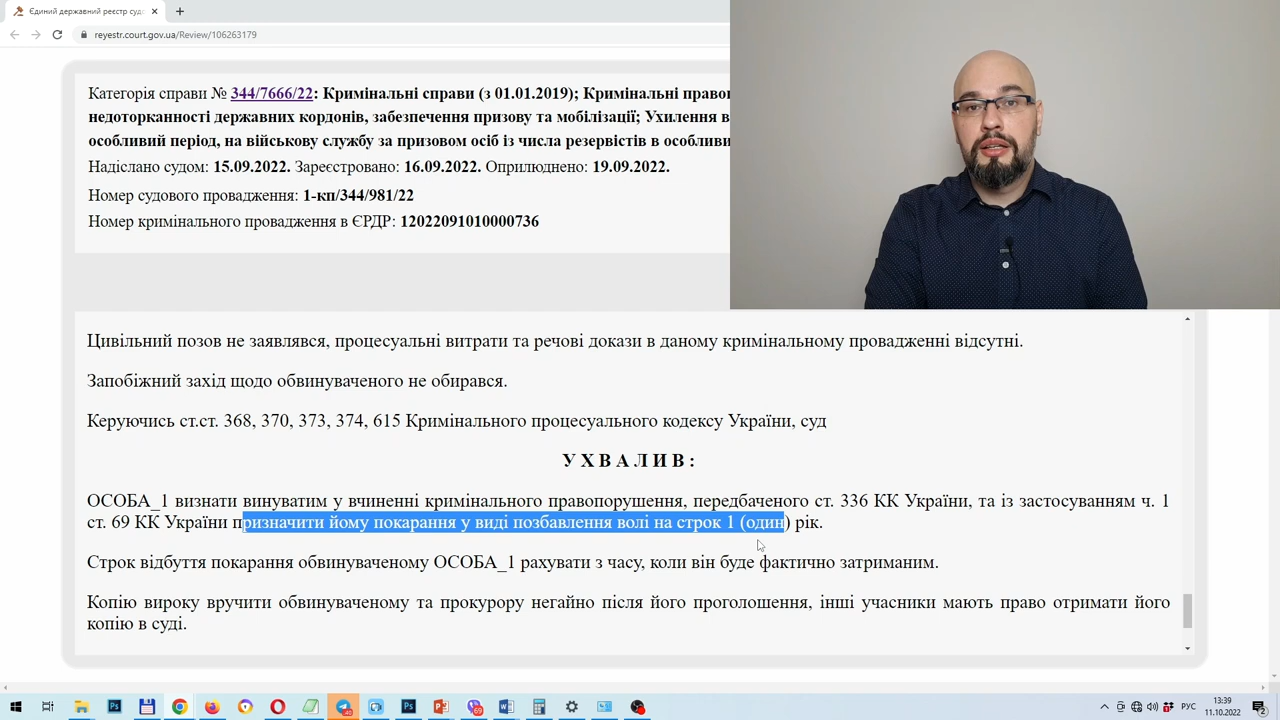 Єдиний державний реєстр судо
reyestr.court.gov.ua/Review/106263179
Категорія справи № 344/7666/22: Кримінальні справи (з 01.01.2019); Кримінальні
недоторканності державних кордонів, забезпечення призову та мобілізації; Ухилення
особливий період, на військову службу за призовом осіб із числа резервістів в
Надіслано судом: 15.09.2022. Зареєстровано: 16.09.2022. Оприлюднено: 19.09.2022.
Номер судового провадження: 1-кп/344/981/22
Номер кримінального провадження в ЄРДР: 12022091010000736
Цивільний позов не заявлявся, процесуальні витрати та речові докази в даному кримінальному провадженні відсутні.
Запобіжний захід щодо обвинуваченого не обирався.
Керуючись ст.ст. 368, 370, 373, 374, 615 Кримінального процесуального кодексу України, суд
У Х В А Л И В :
ОСОБА_1 визнати винуватим у вчиненні кримінального правопорушення, передбаченого ст. 336 КК України, та із застосуванням ч. 1
ст. 69 КК України призначити йому покарання у виді позбавлення волі на строк 1 (один) рік.
Строк відбуття покарання обвинуваченому ОСОБА_1 рахувати з часу, коли він буде фактично затриманим.
Копію вироку вручити обвинуваченому та прокурору негайно після його проголошення, інші учасники мають право отримати його
копію в суді.
РУС
13:39
11.10.2022